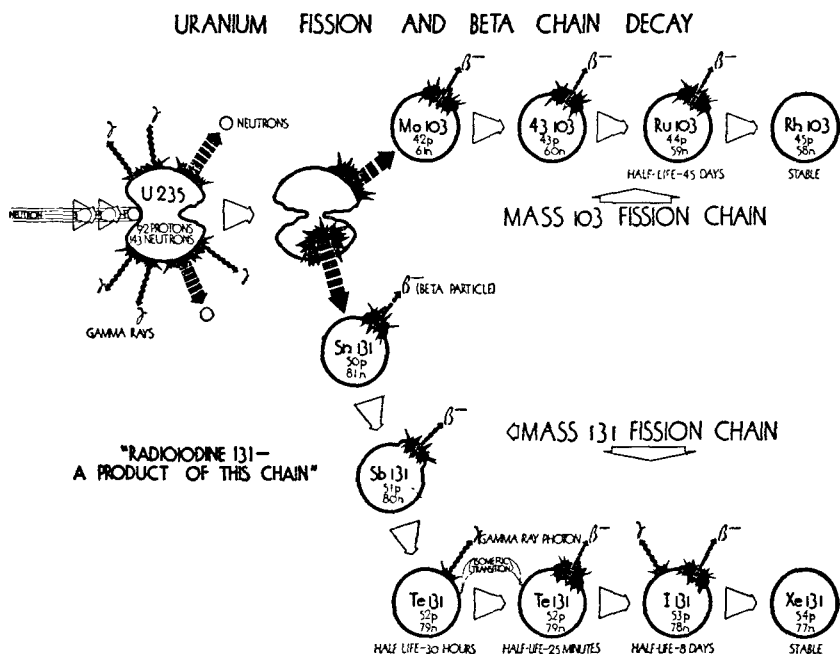 URANIUM FISSION AND BETA CHAIN DECAY
β⁻
β⁻
β⁻
γ
γ
NEUTRONS
Mo 103
42p
61n
43 103
43p
60n
Ru 103
44p
59n
Rh 103
45p
58n
HALF-LIFE-45 DAYS
STABLE
U 235
NEUTRON
92 PROTONS
143 NEUTRONS
MASS 103 FISSION CHAIN
γ
γ
γ
GAMMA RAYS
β⁻ (BETA PARTICLE)
Sn 131
50p
81n
β⁻
MASS 131 FISSION CHAIN
"RADIOIODINE 131—
A PRODUCT OF THIS CHAIN"
Sb 131
51p
80n
γ
GAMMA RAY PHOTON
β⁻
γ
β⁻
ISOMERIC
TRANSITION
Te 131
52p
79n
Te 131
52p
79n
I 131
53p
78n
Xe 131
54p
77n
HALF LIFE-30 HOURS
HALF-LIFE-25 MINUTES
HALF-LIFE-8 DAYS
STABLE